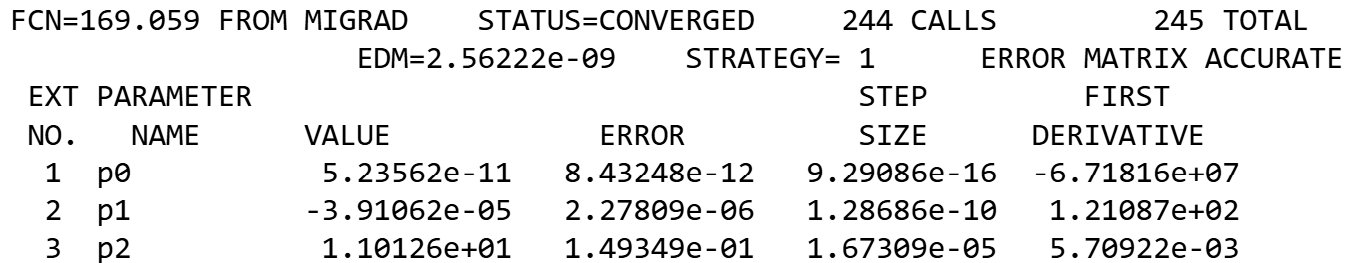 FCN=169.059 FROM MIGRAD    STATUS=CONVERGED     244 CALLS         245 TOTAL
EDM=2.56222e-09    STRATEGY= 1      ERROR MATRIX ACCURATE
EXT PARAMETER                                   STEP         FIRST
NO.   NAME      VALUE            ERROR          SIZE      DERIVATIVE
1  p0           5.23562e-11   8.43248e-12   9.29086e-16  -6.71816e+07
2  p1          -3.91062e-05   2.27809e-06   1.28686e-10   1.21087e+02
3  p2           1.10126e+01   1.49349e-01   1.67309e-05   5.70922e-03